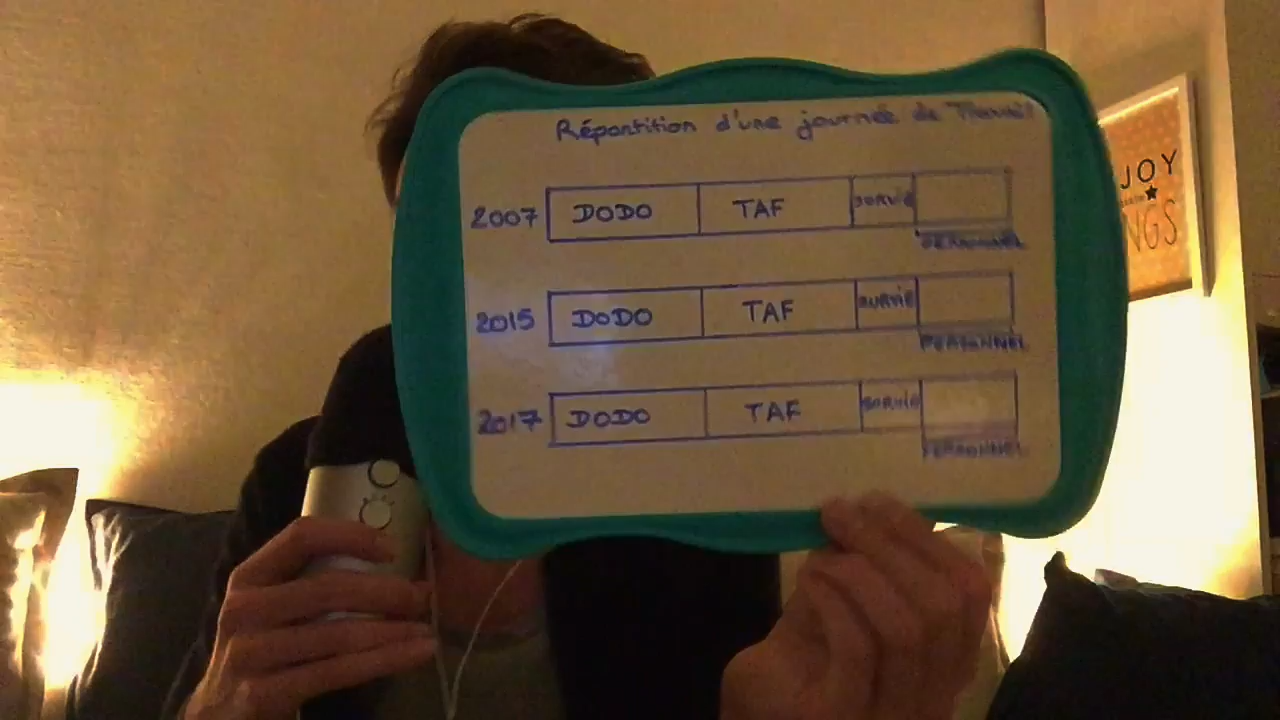 Répartition d'une journée de Travail
2007 DODO TAF SURVIE
PERSONNEL
2015 DODO TAF SURVIE
PERSONNEL
2017 DODO TAF SURVIE
PERSONNEL
JOY
NGS